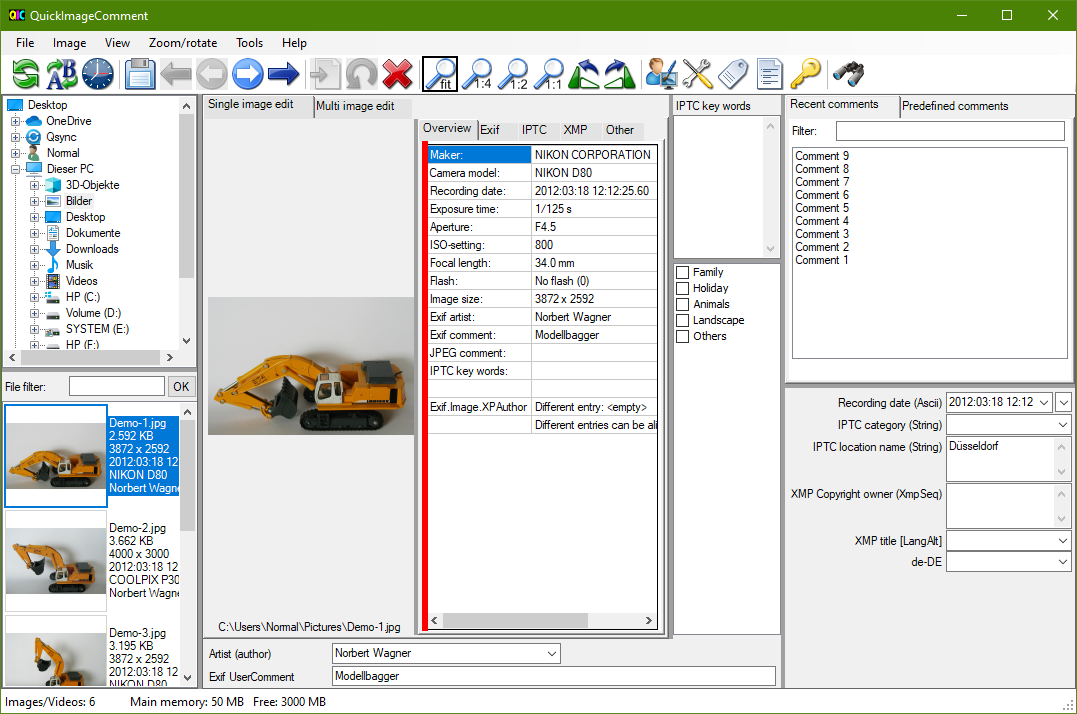 QIC QuickImageComment
File Image View Zoom/rotate Tools Help
A B fit 1:4 1:2 1:1
Desktop
OneDrive
Qsync
Normal
Dieser PC
3D-Objekte
Bilder
Desktop
Dokumente
Downloads
Musik
Videos
HP (C:)
Volume (D:)
SYSTEM (E:)
HP (F:)
File filter: OK
Demo-1.jpg
2.592 KB
3872 x 2592
2012:03:18 12
NIKON D80
Norbert Wagne
Demo-2.jpg
3.662 KB
4000 x 3000
2012:03:18 12
COOLPIX P30
Norbert Wagne
Demo-3.jpg
3.195 KB
3872 x 2592
2012:03:18 12
NIKON D80
Single image edit Multi image edit
Overview Exif IPTC XMP Other
Maker: NIKON CORPORATION
Camera model: NIKON D80
Recording date: 2012:03:18 12:12:25.60
Exposure time: 1/125 s
Aperture: F4.5
ISO-setting: 800
Focal length: 34.0 mm
Flash: No flash (0)
Image size: 3872 x 2592
Exif artist: Norbert Wagner
Exif comment: Modellbagger
JPEG comment:
IPTC key words:
Exif.Image.XPAuthor Different entry: <empty>
Different entries can be ali
C:\Users\Normal\Pictures\Demo-1.jpg
Artist (author) Norbert Wagner
Exif UserComment Modellbagger
IPTC key words
Family
Holiday
Animals
Landscape
Others
Recent comments Predefined comments
Filter:
Comment 9
Comment 8
Comment 7
Comment 6
Comment 5
Comment 4
Comment 3
Comment 2
Comment 1
Recording date (Ascii) 2012:03:18 12:12
IPTC category (String)
IPTC location name (String) Düsseldorf
XMP Copyright owner (XmpSeq)
XMP title [LangAlt]
de-DE
Images/Videos: 6 Main memory: 50 MB Free: 3000 MB